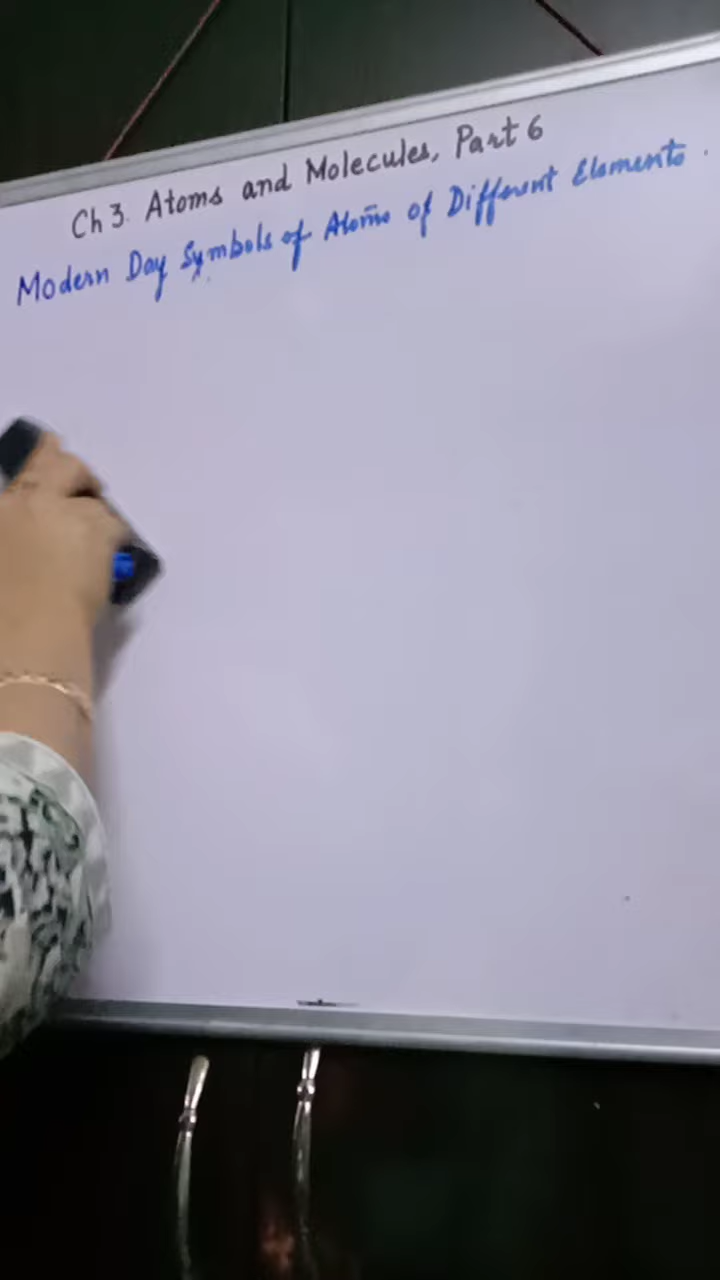 Ch 3. Atoms and Molecules, Part 6
Modern Day Symbols of Atoms of Different Elements.